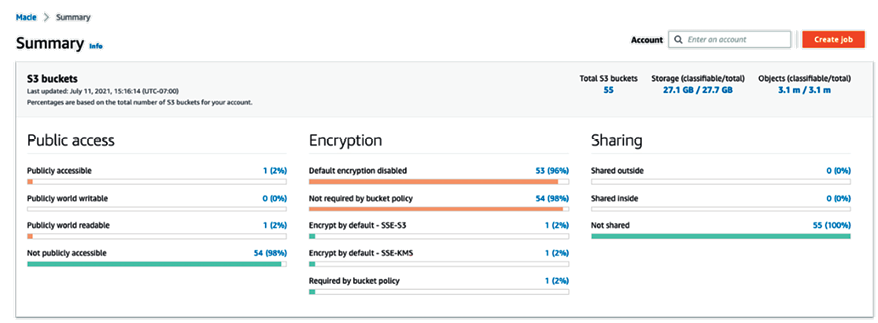 Macie > Summary
Summary Info
Account Enter an account Create job
S3 buckets
Last updated: July 11, 2021, 15:16:14 (UTC-07:00)
Percentages are based on the total number of S3 buckets for your account.
Total S3 buckets
55
Storage (classifiable/total)
27.1 GB / 27.7 GB
Objects (classifiable/total)
3.1 m / 3.1 m
Public access
Publicly accessible 1 (2%)
Publicly world writable 0 (0%)
Publicly world readable 1 (2%)
Not publicly accessible 54 (98%)
Encryption
Default encryption disabled 53 (96%)
Not required by bucket policy 54 (98%)
Encrypt by default - SSE-S3 1 (2%)
Encrypt by default - SSE-KMS 1 (2%)
Required by bucket policy 1 (2%)
Sharing
Shared outside 0 (0%)
Shared inside 0 (0%)
Not shared 55 (100%)